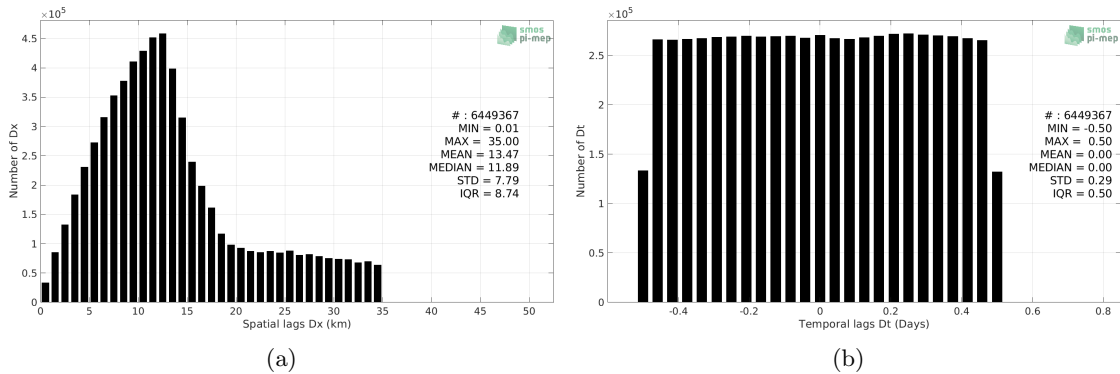 ×10⁵
4.5
4
3.5
3
2.5
2
1.5
1
0.5
0
Number of Dx
0 5 10 15 20 25 30 35 40 45 50
Spatial lags Dx (km)
smos
pi-mep
# : 6449367
MIN = 0.01
MAX = 35.00
MEAN = 13.47
MEDIAN = 11.89
STD = 7.79
IQR = 8.74
(a)
×10⁵
2.5
2
1.5
1
0.5
0
Number of Dt
-0.4 -0.2 0 0.2 0.4 0.6 0.8
Temporal lags Dt (Days)
smos
pi-mep
# : 6449367
MIN = -0.50
MAX = 0.50
MEAN = 0.00
MEDIAN = 0.00
STD = 0.29
IQR = 0.50
(b)